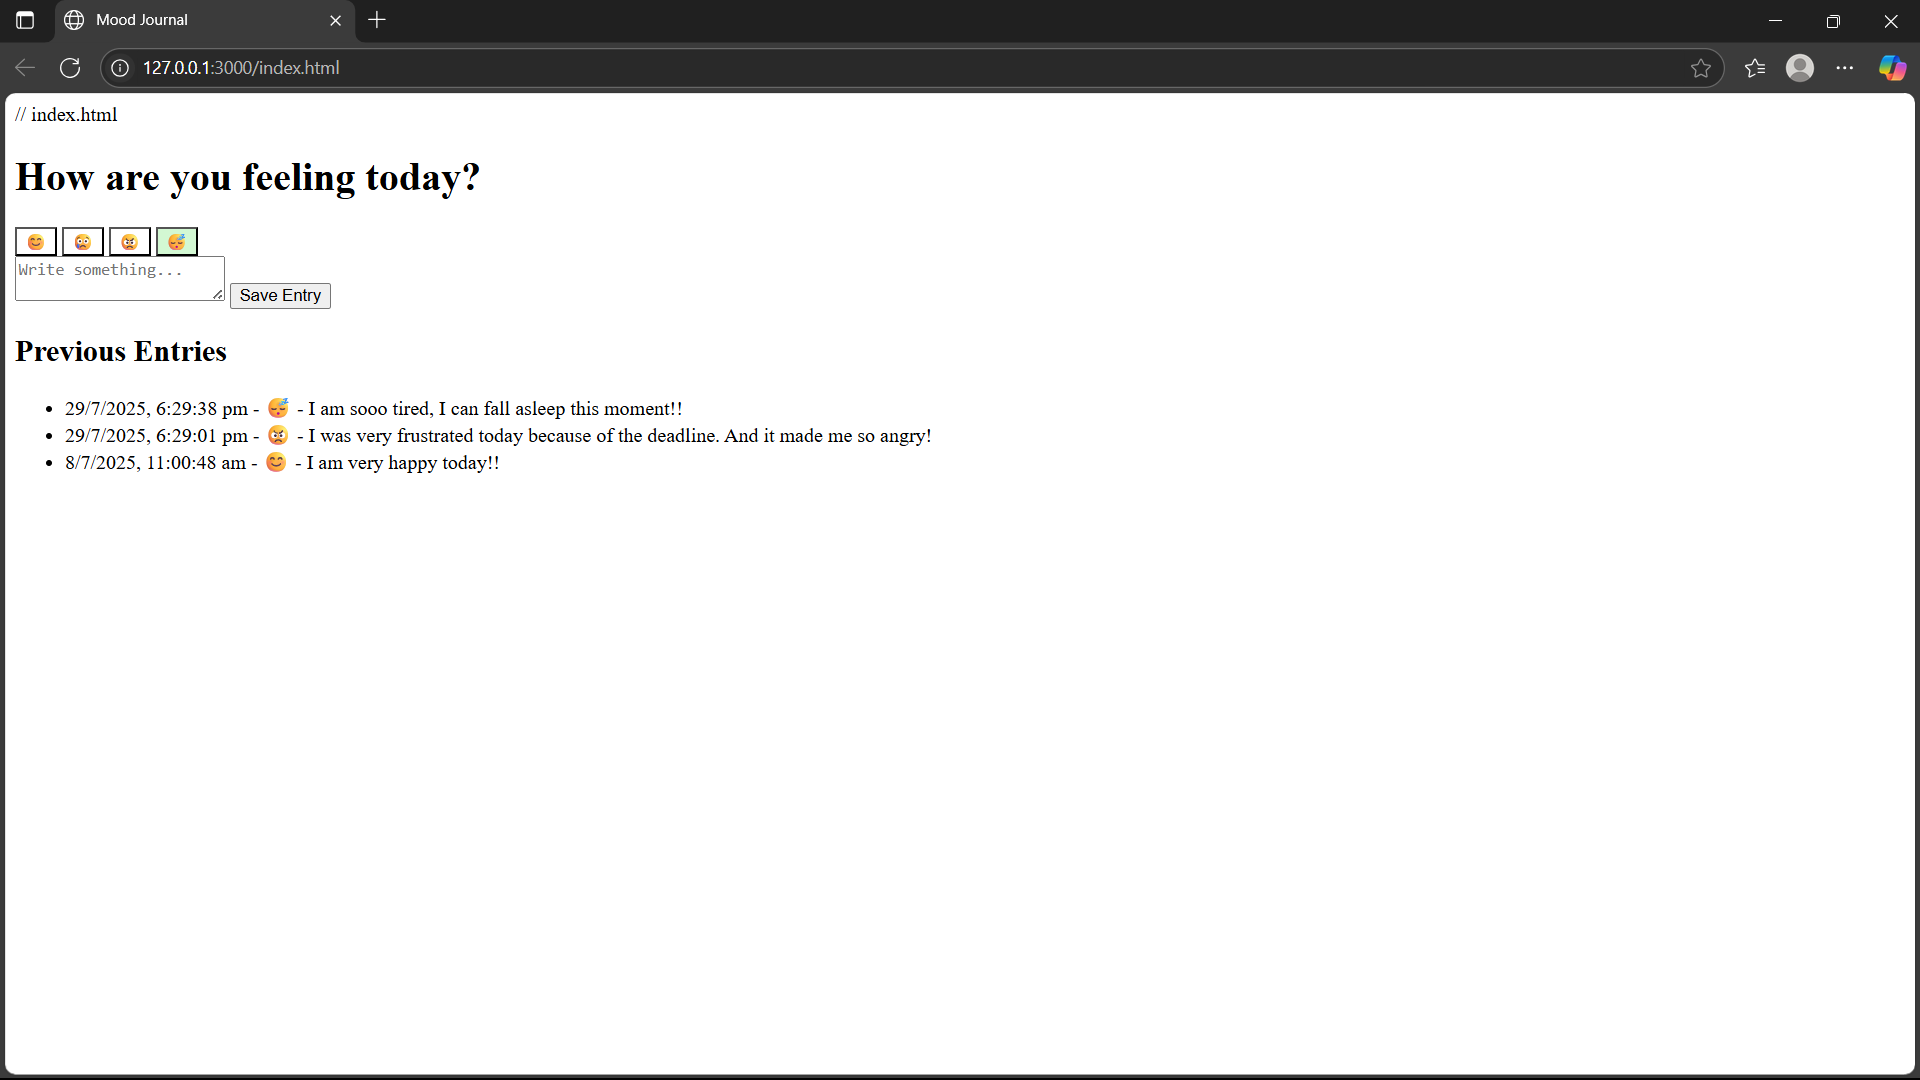 Mood Journal
127.0.0.1:3000/index.html
// index.html
How are you feeling today?
😊 😢 😡 😴
Write something...
Save Entry
Previous Entries
• 29/7/2025, 6:29:38 pm - 😴 - I am sooo tired, I can fall asleep this moment!!
• 29/7/2025, 6:29:01 pm - 😡 - I was very frustrated today because of the deadline. And it made me so angry!
• 8/7/2025, 11:00:48 am - 😊 - I am very happy today!!